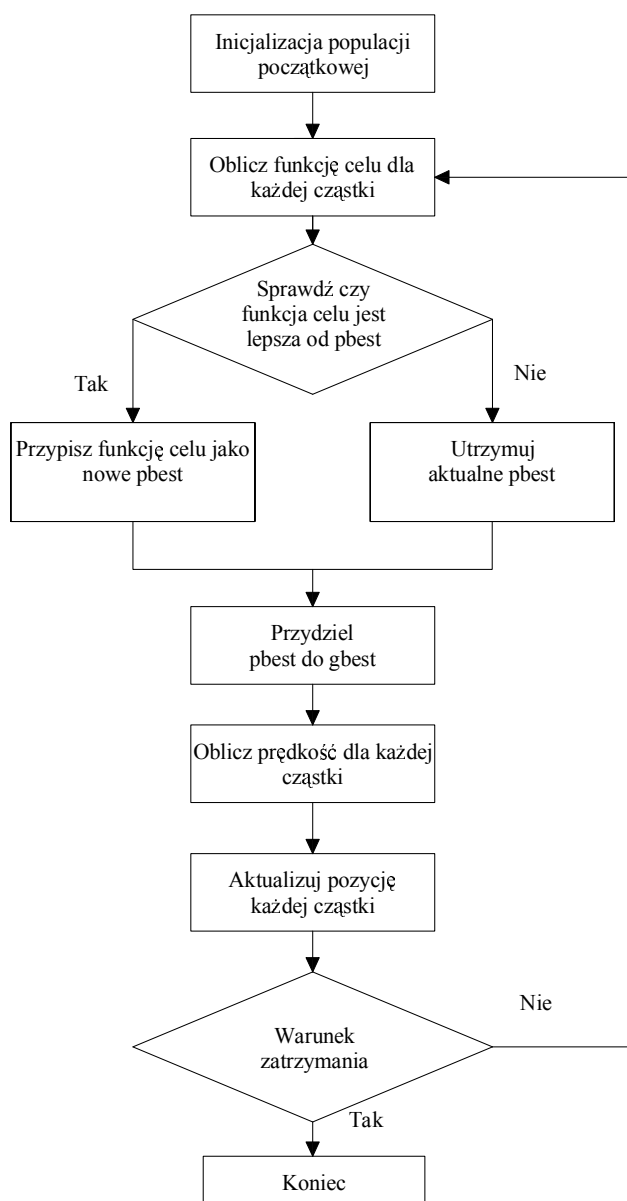 Inicjalizacja populacji
początkowej
Oblicz funkcję celu dla
każdej cząstki
Sprawdź czy
funkcja celu jest
lepsza od pbest
Tak
Nie
Przypisz funkcję celu jako
nowe pbest
Utrzymuj
aktualne pbest
Przydziel
pbest do gbest
Oblicz prędkość dla każdej
cząstki
Aktualizuj pozycję
każdej cząstki
Nie
Warunek
zatrzymania
Tak
Koniec